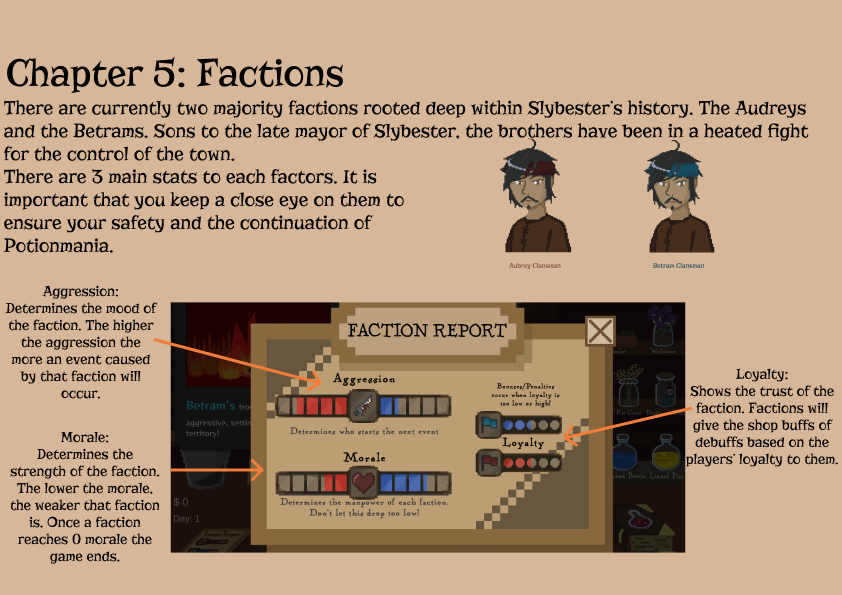 Chapter 5: Factions
There are currently two majority factions rooted deep within Slybester's history. The Audreys
and the Betrams. Sons to the late mayor of Slybester, the brothers have been in a heated fight
for the control of the town.
There are 3 main stats to each factors. It is
important that you keep a close eye on them to
ensure your safety and the continuation of
Potionmania.
Aubrey Clansman
Betram Clansman
Aggression:
Determines the mood of
the faction. The higher
the aggression the
more an event caused
by that faction will
occur.
Morale:
Determines the
strength of the faction.
The lower the morale,
the weaker that faction
is. Once a faction
reaches 0 morale the
game ends.
FACTION REPORT
Aggression
Determines who starts the next event
Morale
Determines the manpower of each faction.
Don't let this drop too low!
Bonuses/Penalties
occur when loyalty is
too low or high!
Loyalty
Betram's
aggressive,
territory!
$ 0
Day: 1
Loyalty:
Shows the trust of the
faction. Factions will
give the shop buffs of
debuffs based on the
players' loyalty to them.